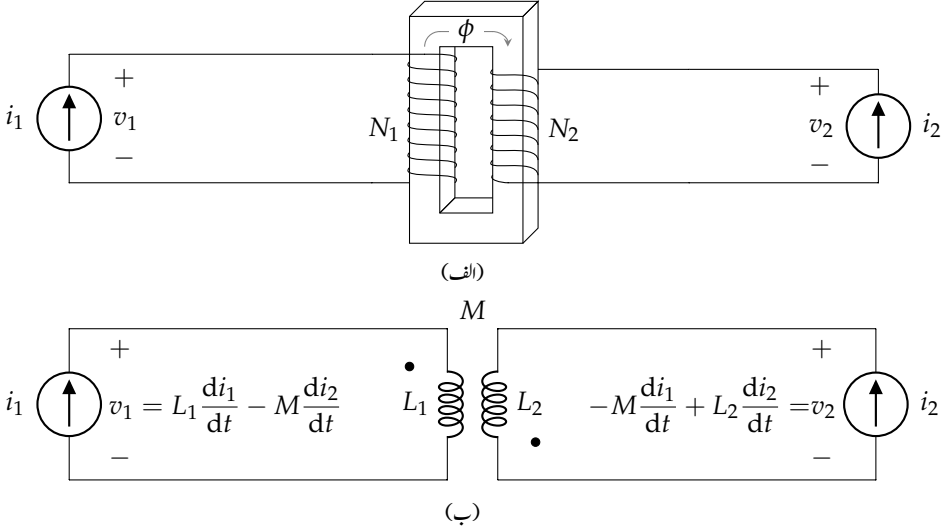 ϕ
+ +
i₁ v₁ N₁ N₂ v₂ i₂
− −
(الف)
M
+ +
i₁ v₁ = L₁ di₁/dt − M di₂/dt L₁ L₂ −M di₁/dt + L₂ di₂/dt = v₂ i₂
− −
(ب)